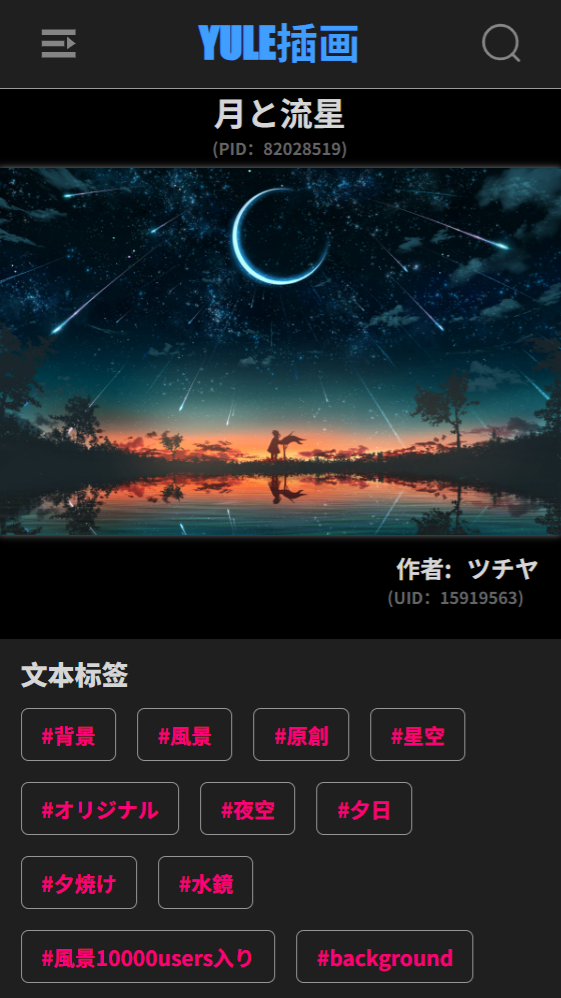 YULE插画
月と流星
(PID: 82028519)
作者: ツチヤ
(UID: 15919563)
文本标签
#背景 #風景 #原創 #星空
#オリジナル #夜空 #夕日
#夕焼け #水鏡
#風景10000users入り #background